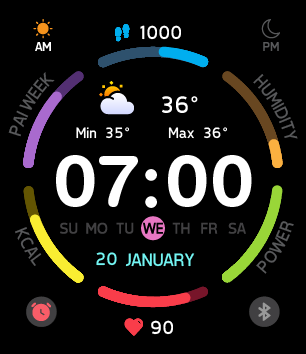 1000
AM
PM
PAI WEEK
HUMIDITY
36°
Min 35° Max 36°
07:00
SU MO TU WE TH FR SA
KCAL
POWER
20 JANUARY
90